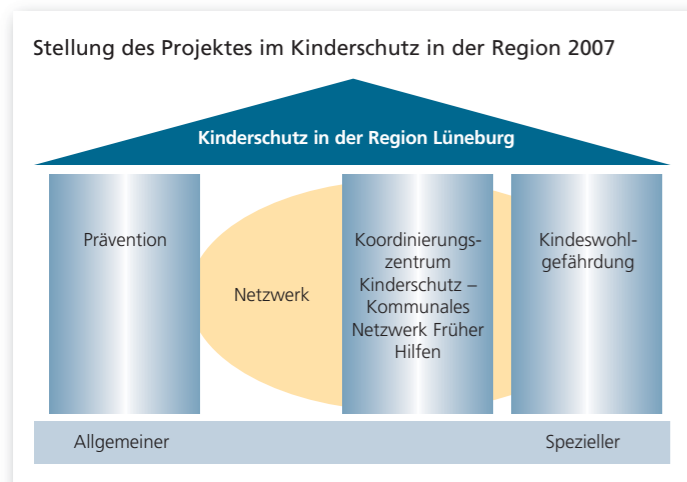 Stellung des Projektes im Kinderschutz in der Region 2007
Kinderschutz in der Region Lüneburg
Prävention
Netzwerk
Koordinierungs-
zentrum
Kinderschutz –
Kommunales
Netzwerk Früher
Hilfen
Kindeswohl-
gefährdung
Allgemeiner
Spezieller